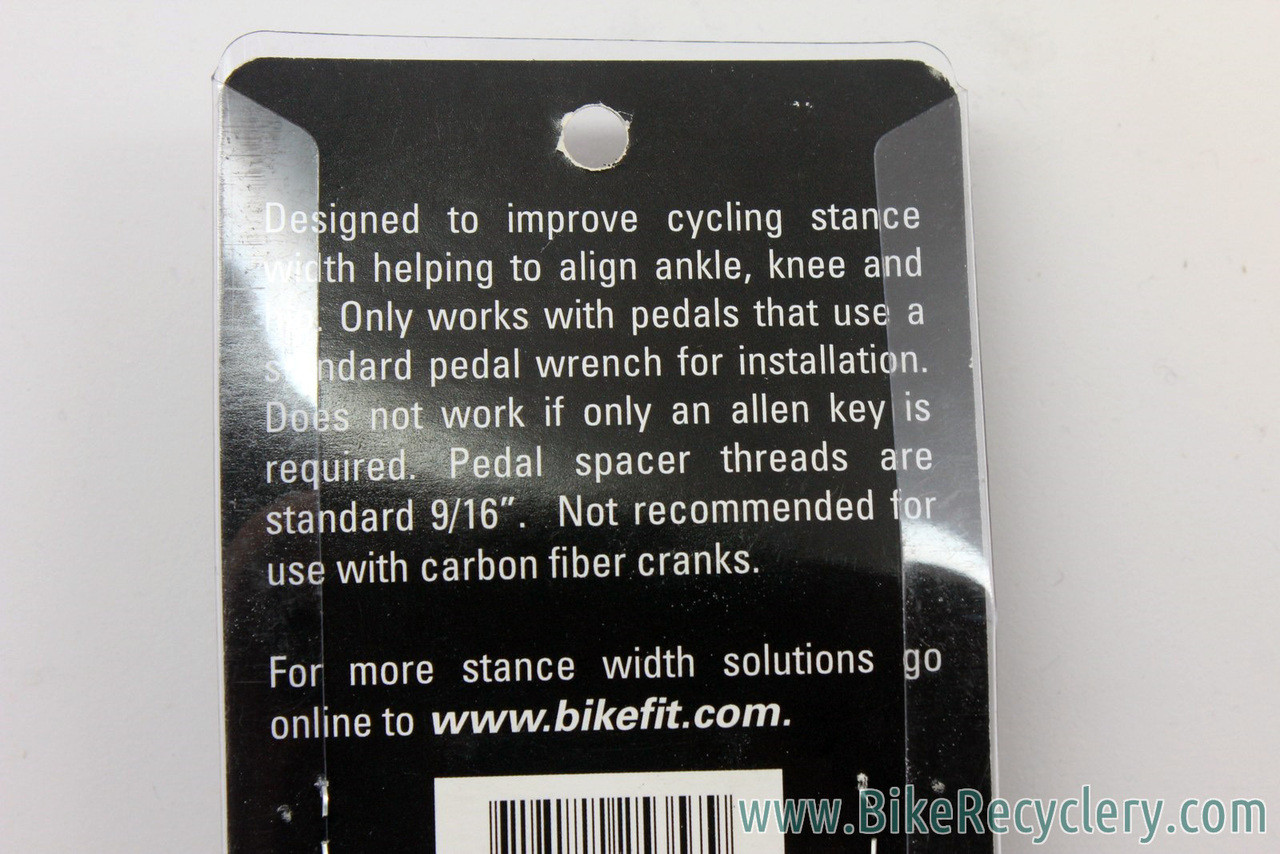 Designed to improve cycling stance
width helping to align ankle, knee and
. Only works with pedals that use a
standard pedal wrench for installation.
Does not work if only an allen key is
required. Pedal spacer threads are
standard 9/16”. Not recommended for
use with carbon fiber cranks.
For more stance width solutions go
online to www.bikefit.com.
www.BikeRecyclery.com